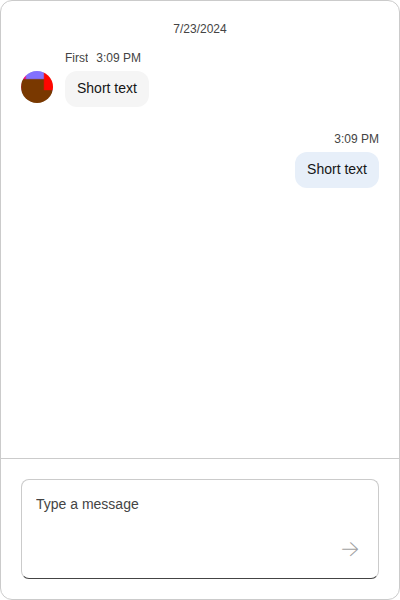 7/23/2024
First 3:09 PM
Short text
3:09 PM
Short text
Type a message